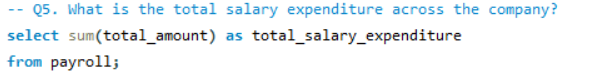 -- Q5. What is the total salary expenditure across the company?
select sum(total_amount) as total_salary_expenditure
from payroll;